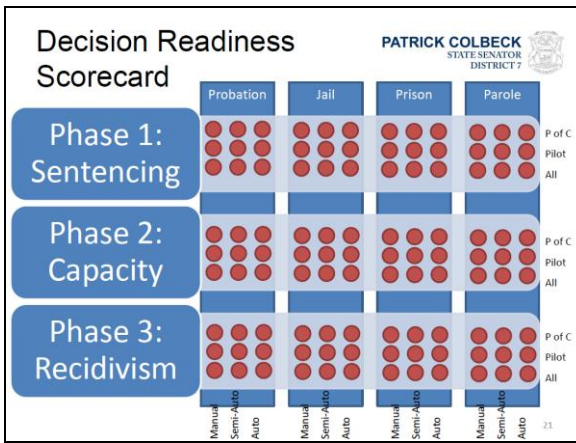 Decision Readiness
Scorecard
PATRICK COLBECK
STATE SENATOR
DISTRICT 7
Probation Jail Prison Parole
Phase 1:
Sentencing
P of C
Pilot
All
Phase 2:
Capacity
P of C
Pilot
All
Phase 3:
Recidivism
P of C
Pilot
All
Manual Semi-Auto Auto Manual Semi-Auto Auto Manual Semi-Auto Auto Manual Semi-Auto Auto
21